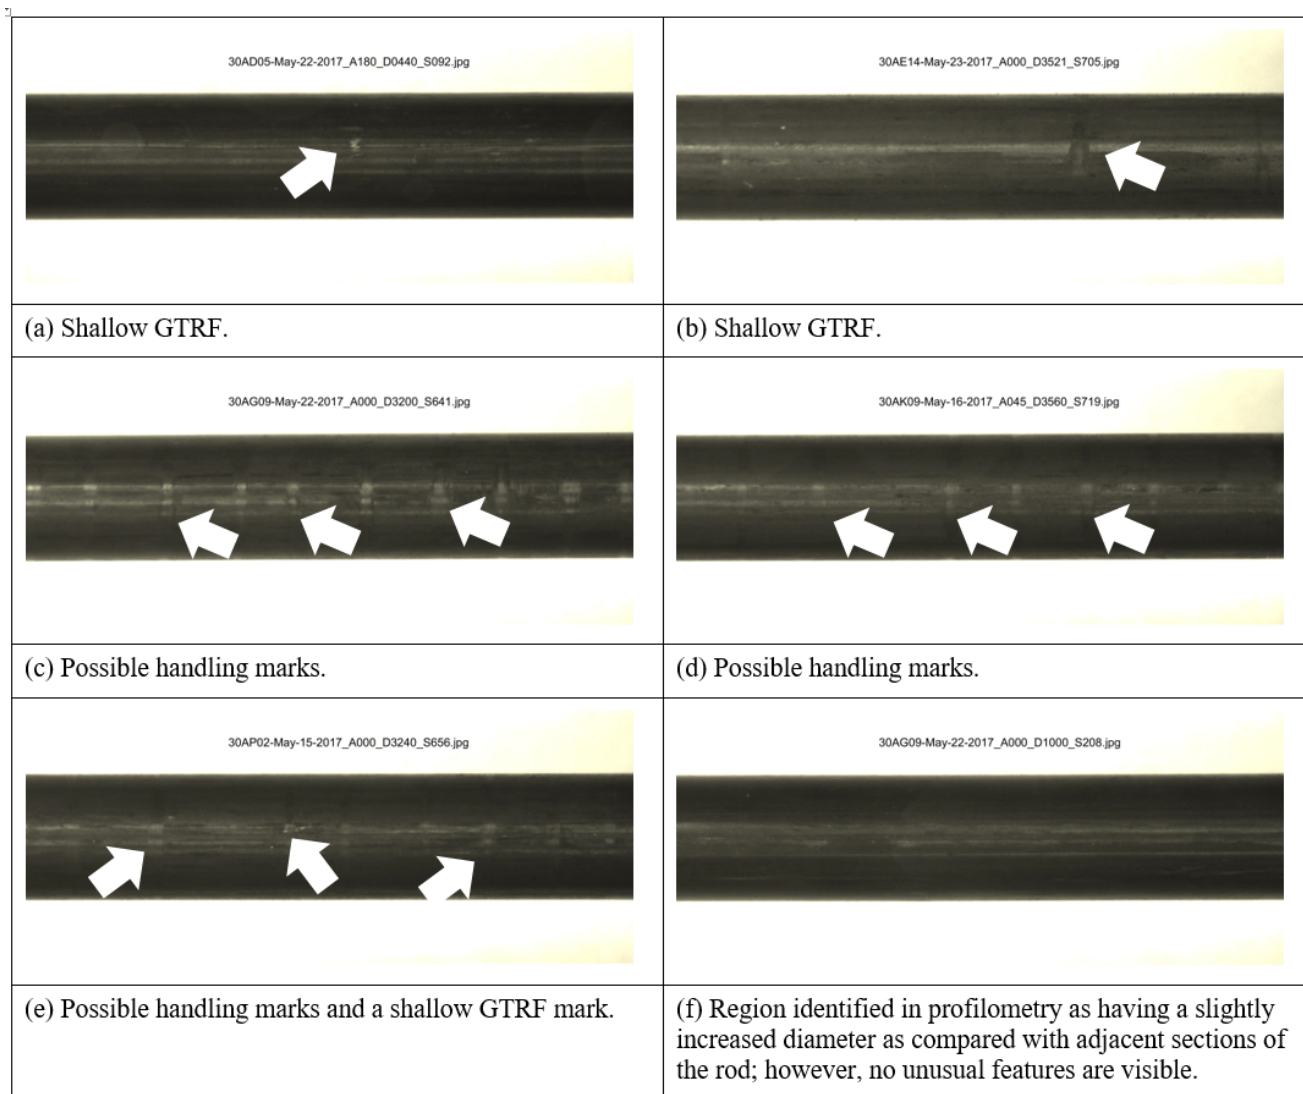 30AD05-May-22-2017_A180_D0440_S092.jpg
30AE14-May-23-2017_A000_D3521_S705.jpg
(a) Shallow GTRF.
(b) Shallow GTRF.
30AG09-May-22-2017_A000_D3200_S641.jpg
30AK09-May-16-2017_A045_D3560_S719.jpg
(c) Possible handling marks.
(d) Possible handling marks.
30AP02-May-15-2017_A000_D3240_S656.jpg
30AG09-May-22-2017_A000_D1000_S208.jpg
(e) Possible handling marks and a shallow GTRF mark.
(f) Region identified in profilometry as having a slightly
increased diameter as compared with adjacent sections of
the rod; however, no unusual features are visible.